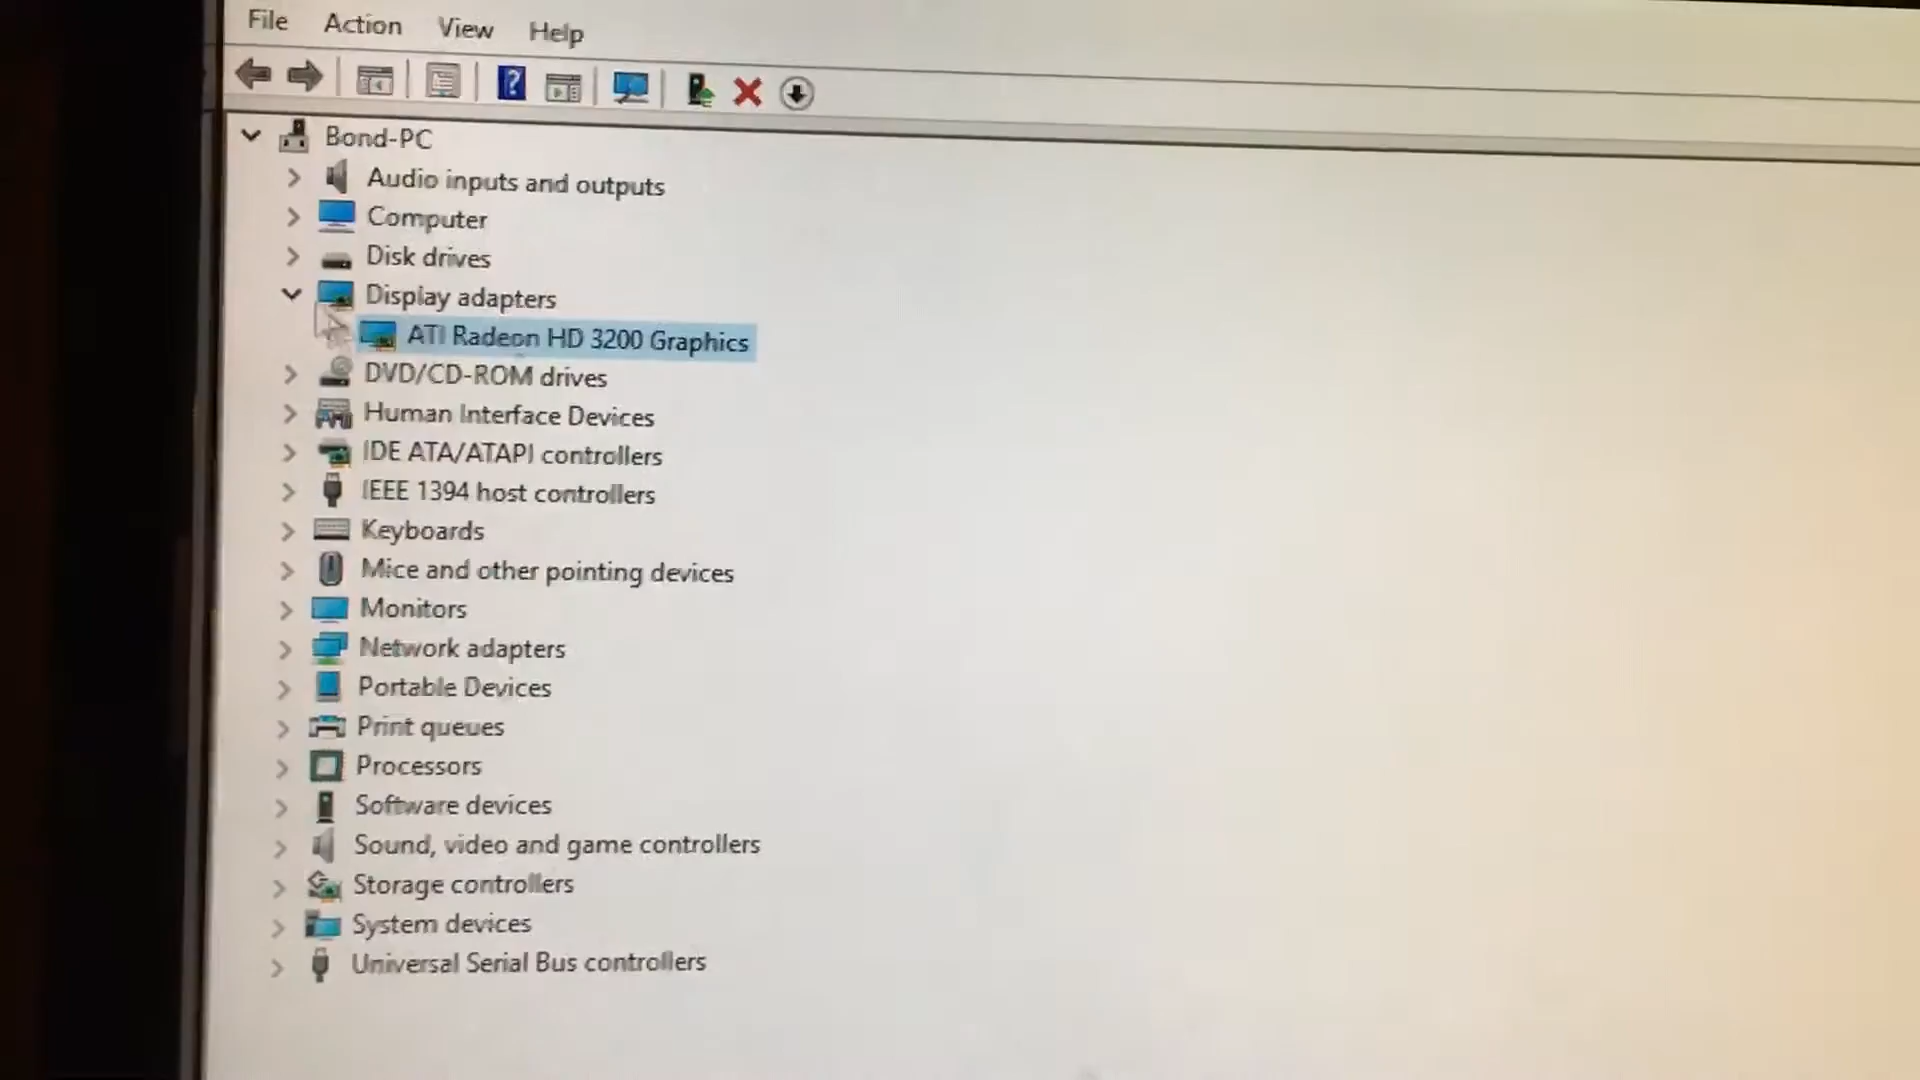 File Action View Help
Bond-PC
Audio inputs and outputs
Computer
Disk drives
Display adapters
ATI Radeon HD 3200 Graphics
DVD/CD-ROM drives
Human Interface Devices
IDE ATA/ATAPI controllers
IEEE 1394 host controllers
Keyboards
Mice and other pointing devices
Monitors
Network adapters
Portable Devices
Print queues
Processors
Software devices
Sound, video and game controllers
Storage controllers
System devices
Universal Serial Bus controllers